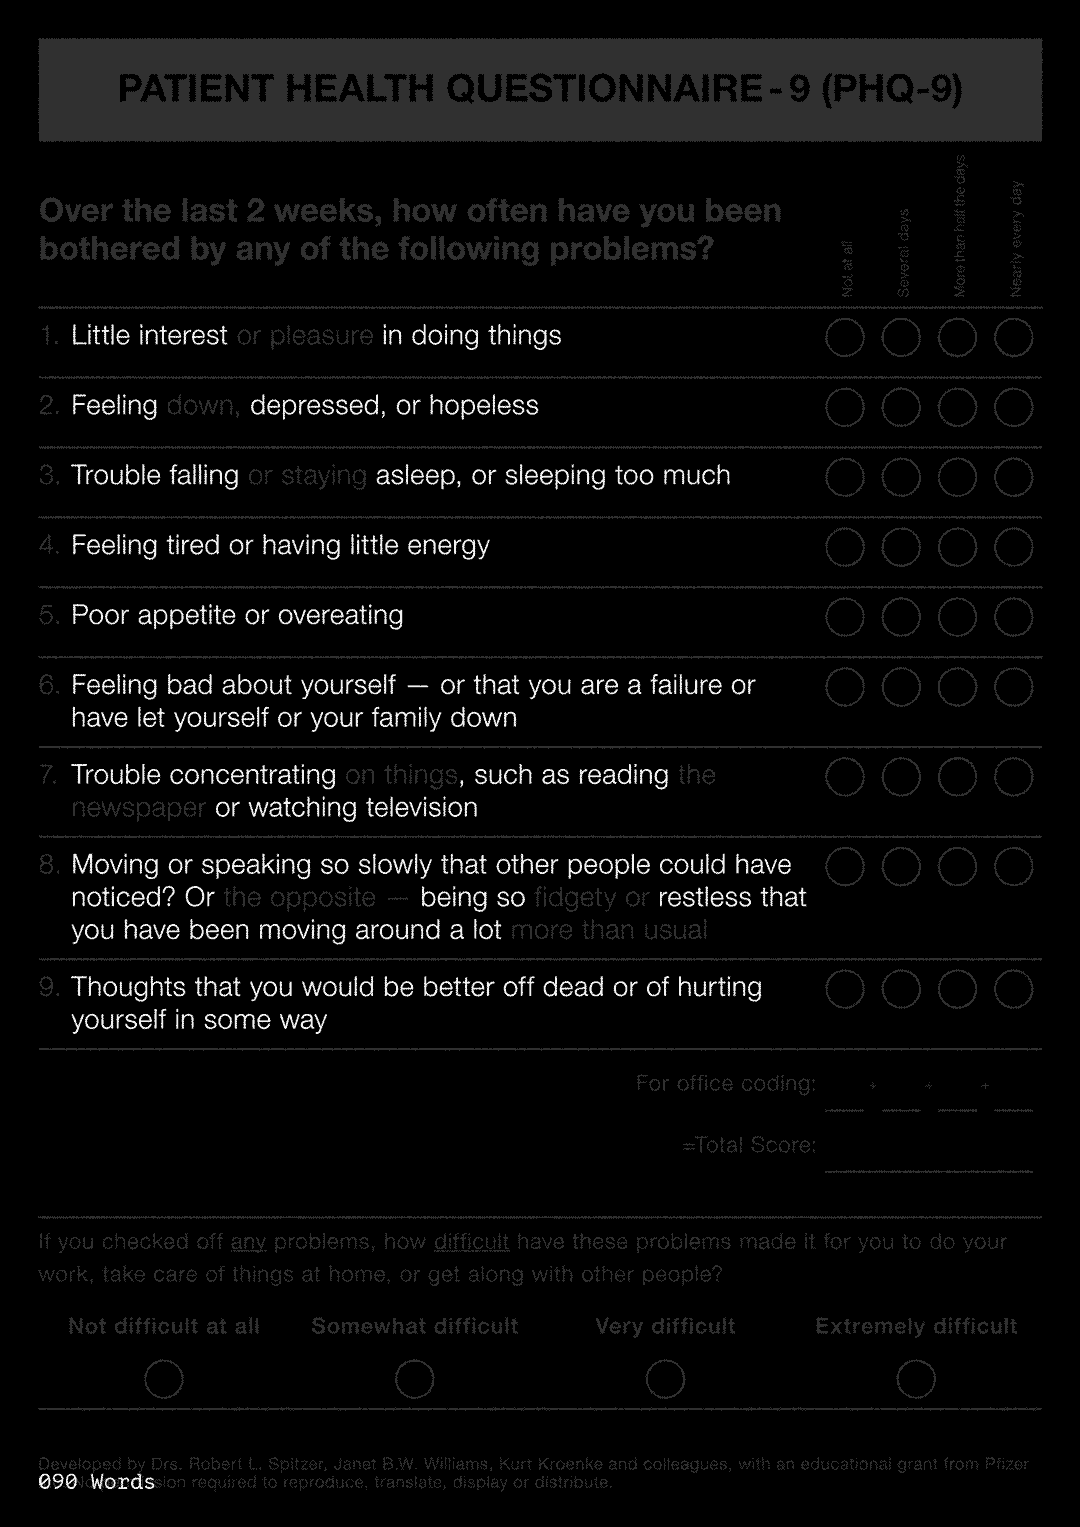 PATIENT HEALTH QUESTIONNAIRE - 9 (PHQ-9)
Over the last 2 weeks, how often have you been
bothered by any of the following problems?
Not at all
Several days
More than half the days
Nearly every day
1. Little interest or pleasure in doing things
2. Feeling down, depressed, or hopeless
3. Trouble falling or staying asleep, or sleeping too much
4. Feeling tired or having little energy
5. Poor appetite or overeating
6. Feeling bad about yourself — or that you are a failure or
have let yourself or your family down
7. Trouble concentrating on things, such as reading the
newspaper or watching television
8. Moving or speaking so slowly that other people could have
noticed? Or the opposite — being so fidgety or restless that
you have been moving around a lot more than usual
9. Thoughts that you would be better off dead or of hurting
yourself in some way
For office coding: + + +
=Total Score:
If you checked off any problems, how difficult have these problems made it for you to do your
work, take care of things at home, or get along with other people?
Not difficult at all Somewhat difficult Very difficult Extremely difficult
Developed by Drs. Robert L. Spitzer, Janet B.W. Williams, Kurt Kroenke and colleagues, with an educational grant from Pfizer
required to reproduce, translate, display or distribute.
090 Words